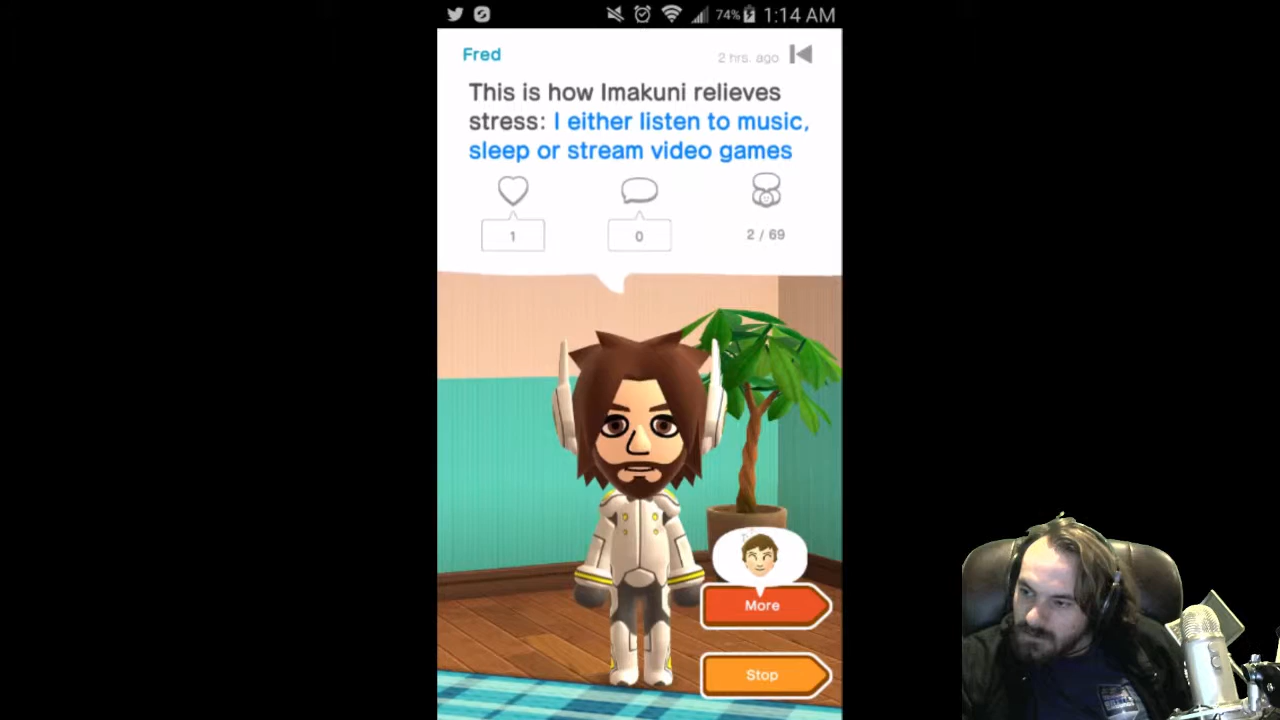 74% 1:14 AM
Fred 2 hrs. ago
This is how Imakuni relieves
stress: I either listen to music,
sleep or stream video games
1 0 2 / 69
More
Stop